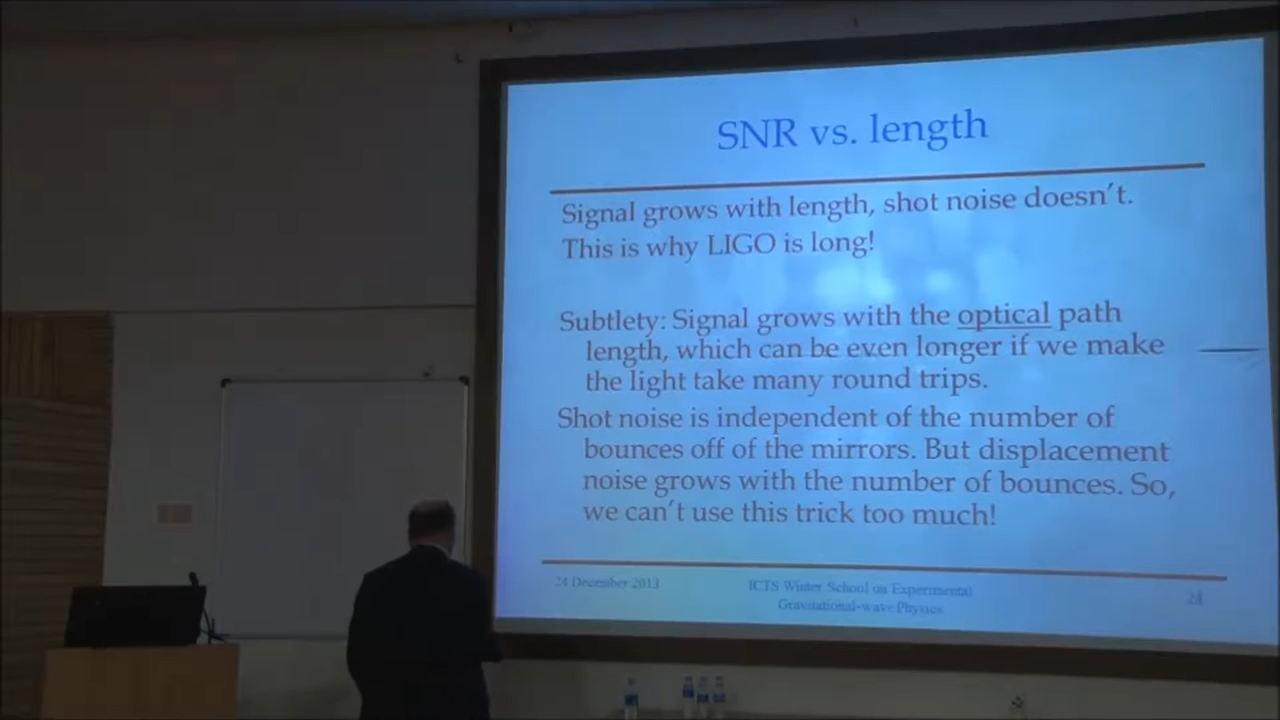 SNR vs. length
Signal grows with length, shot noise doesn't.
This is why LIGO is long!
Subtlety: Signal grows with the optical path
length, which can be even longer if we make
the light take many round trips.
Shot noise is independent of the number of
bounces off of the mirrors. But displacement
noise grows with the number of bounces. So,
we can't use this trick too much!
24 December 2013
ICTS Winter School on Experimental
Gravitational-wave Physics